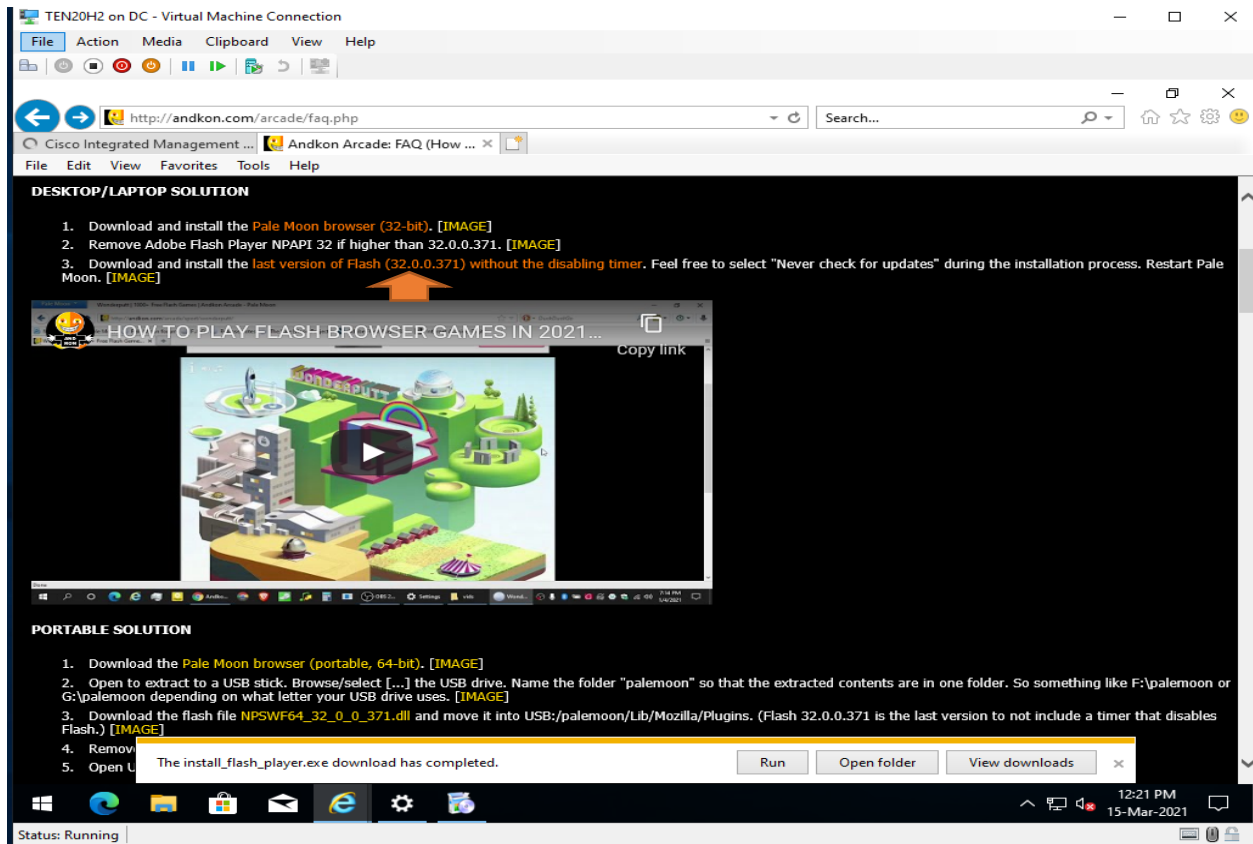 TEN20H2 on DC - Virtual Machine Connection
File Action Media Clipboard View Help
http://andkon.com/arcade/faq.php
Search...
Cisco Integrated Management ...
Andkon Arcade: FAQ (How ...
File Edit View Favorites Tools Help
DESKTOP/LAPTOP SOLUTION
1. Download and install the Pale Moon browser (32-bit). [IMAGE]
2. Remove Adobe Flash Player NPAPI 32 if higher than 32.0.0.371. [IMAGE]
3. Download and install the last version of Flash (32.0.0.371) without the disabling timer. Feel free to select "Never check for updates" during the installation process. Restart Pale
Moon. [IMAGE]
HOW TO PLAY FLASH BROWSER GAMES IN 2021...
Copy link
PORTABLE SOLUTION
1. Download the Pale Moon browser (portable, 64-bit). [IMAGE]
2. Open to extract to a USB stick. Browse/select [...] the USB drive. Name the folder "palemoon" so that the extracted contents are in one folder. So something like F:\palemoon or
G:\palemoon depending on what letter your USB drive uses. [IMAGE]
3. Download the flash file NPSWF64_32_0_0_371.dll and move it into USB:/palemoon/Lib/Mozilla/Plugins. (Flash 32.0.0.371 is the last version to not include a timer that disables
Flash.) [IMAGE]
4. Remov
5. Open U
The install_flash_player.exe download has completed.
Run
Open folder
View downloads
12:21 PM
15-Mar-2021
Status: Running